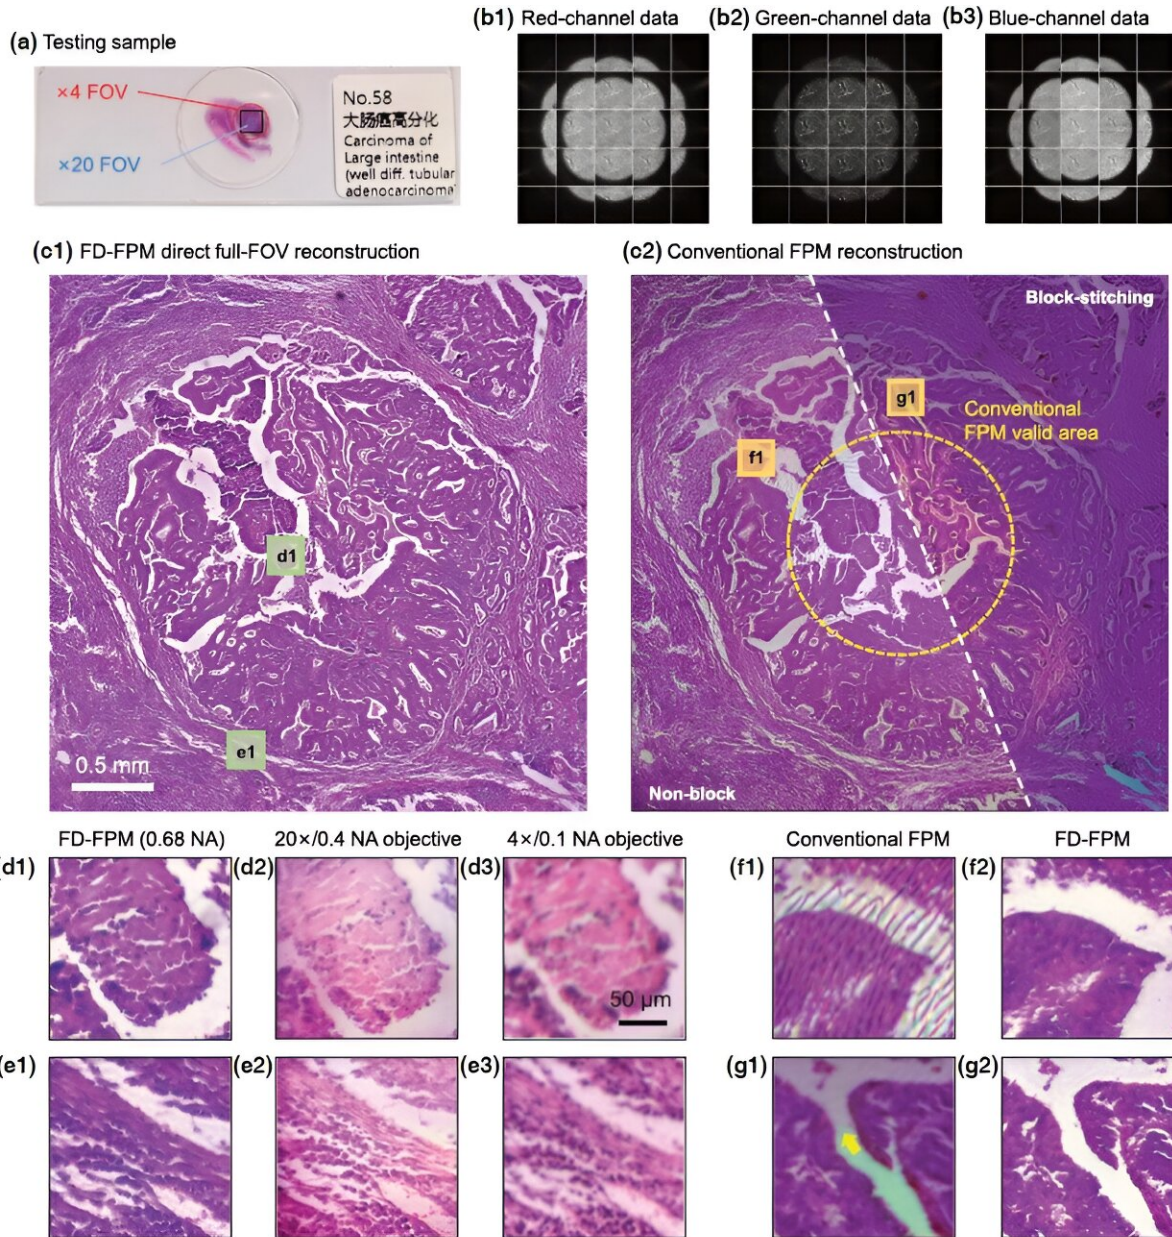 (a) Testing sample
×4 FOV
×20 FOV
No.58
大肠癌高分化
Carcinoma of
Large intestine
(well diff. tubular
adenocarcinoma
(b1) Red-channel data
(b2) Green-channel data
(b3) Blue-channel data
(c1) FD-FPM direct full-FOV reconstruction
d1
e1
0.5 mm
(c2) Conventional FPM reconstruction
Block-stitching
g1
Conventional
FPM valid area
f1
Non-block
FD-FPM (0.68 NA)
20×/0.4 NA objective
4×/0.1 NA objective
Conventional FPM
FD-FPM
(d1)
(d2)
(d3)
50 μm
(f1)
(f2)
(e1)
(e2)
(e3)
(g1)
(g2)